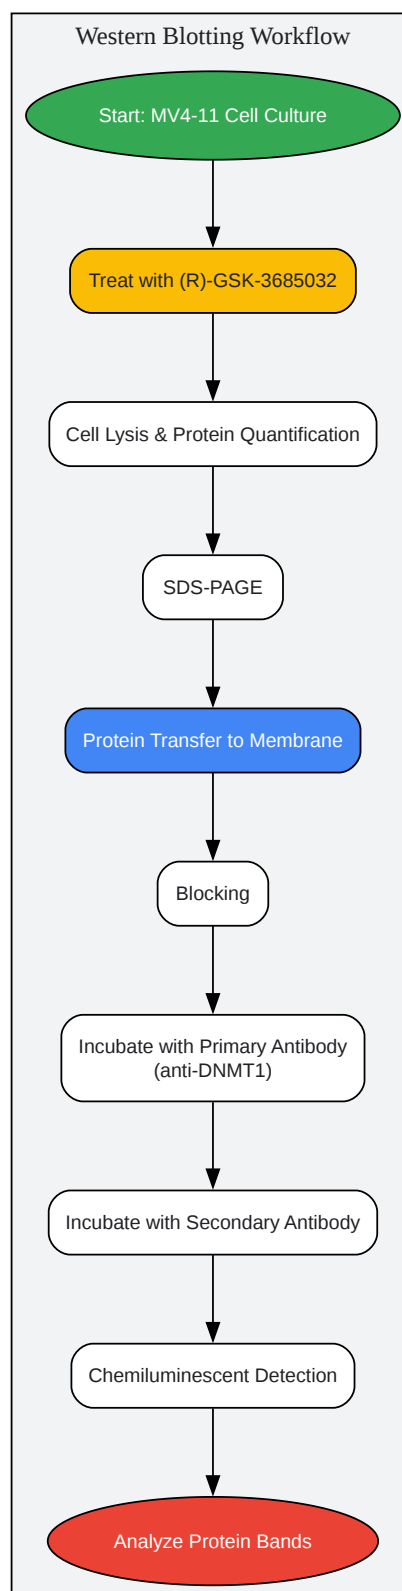 Western Blotting Workflow
Start: MV4-11 Cell Culture
Treat with (R)-GSK-3685032
Cell Lysis & Protein Quantification
SDS-PAGE
Protein Transfer to Membrane
Blocking
Incubate with Primary Antibody
(anti-DNMT1)
Incubate with Secondary Antibody
Chemiluminescent Detection
Analyze Protein Bands